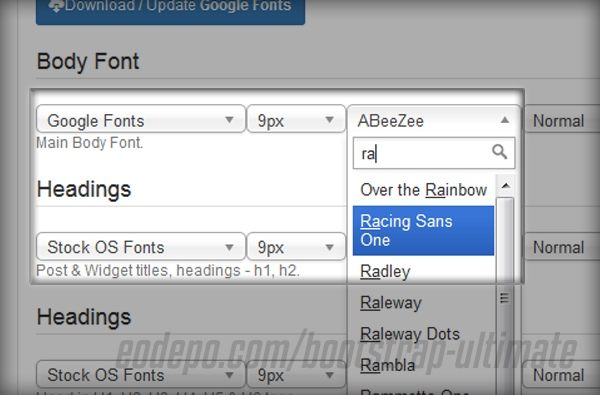 Download / Update Google Fonts
Body Font
Google Fonts
9px
ABeeZee
Normal
Main Body Font.
ra
Over the Rainbow
Headings
Racing Sans
One
Stock OS Fonts
9px
Normal
Post & Widget titles, headings - h1, h2.
Radley
Raleway
Headings
Raleway Dots
eodepo.com/bootstrap-ultimate
Rambla
Stock OS Fonts
9px
Normal